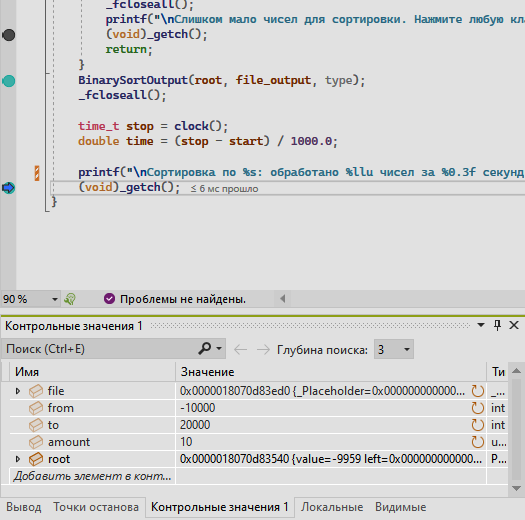 _fcloseall();
printf("\nСлишком мало чисел для сортировки. Нажмите любую
(void)_getch();
return;
}
BinarySortOutput(root, file_output, type);
_fcloseall();
time_t stop = clock();
double time = (stop - start) / 1000.0;
printf("\nСортировка по %s: обработано %llu чисел за %0.3f секунд
(void)_getch(); ≤ 6 мс прошло
}
90 % Проблемы не найдены.
Контрольные значения 1
Поиск (Ctrl+E) Глубина поиска: 3
Имя Значение Ти
file 0x0000018070d83ed0 {_Placeholder=0x000000000000... _...
from -10000 int
to 20000 int
amount 10 u...
root 0x0000018070d83540 {value=-9959 left=0x000000000000... P...
Добавить элемент в конт...
Вывод Точки останова Контрольные значения 1 Локальные Видимые